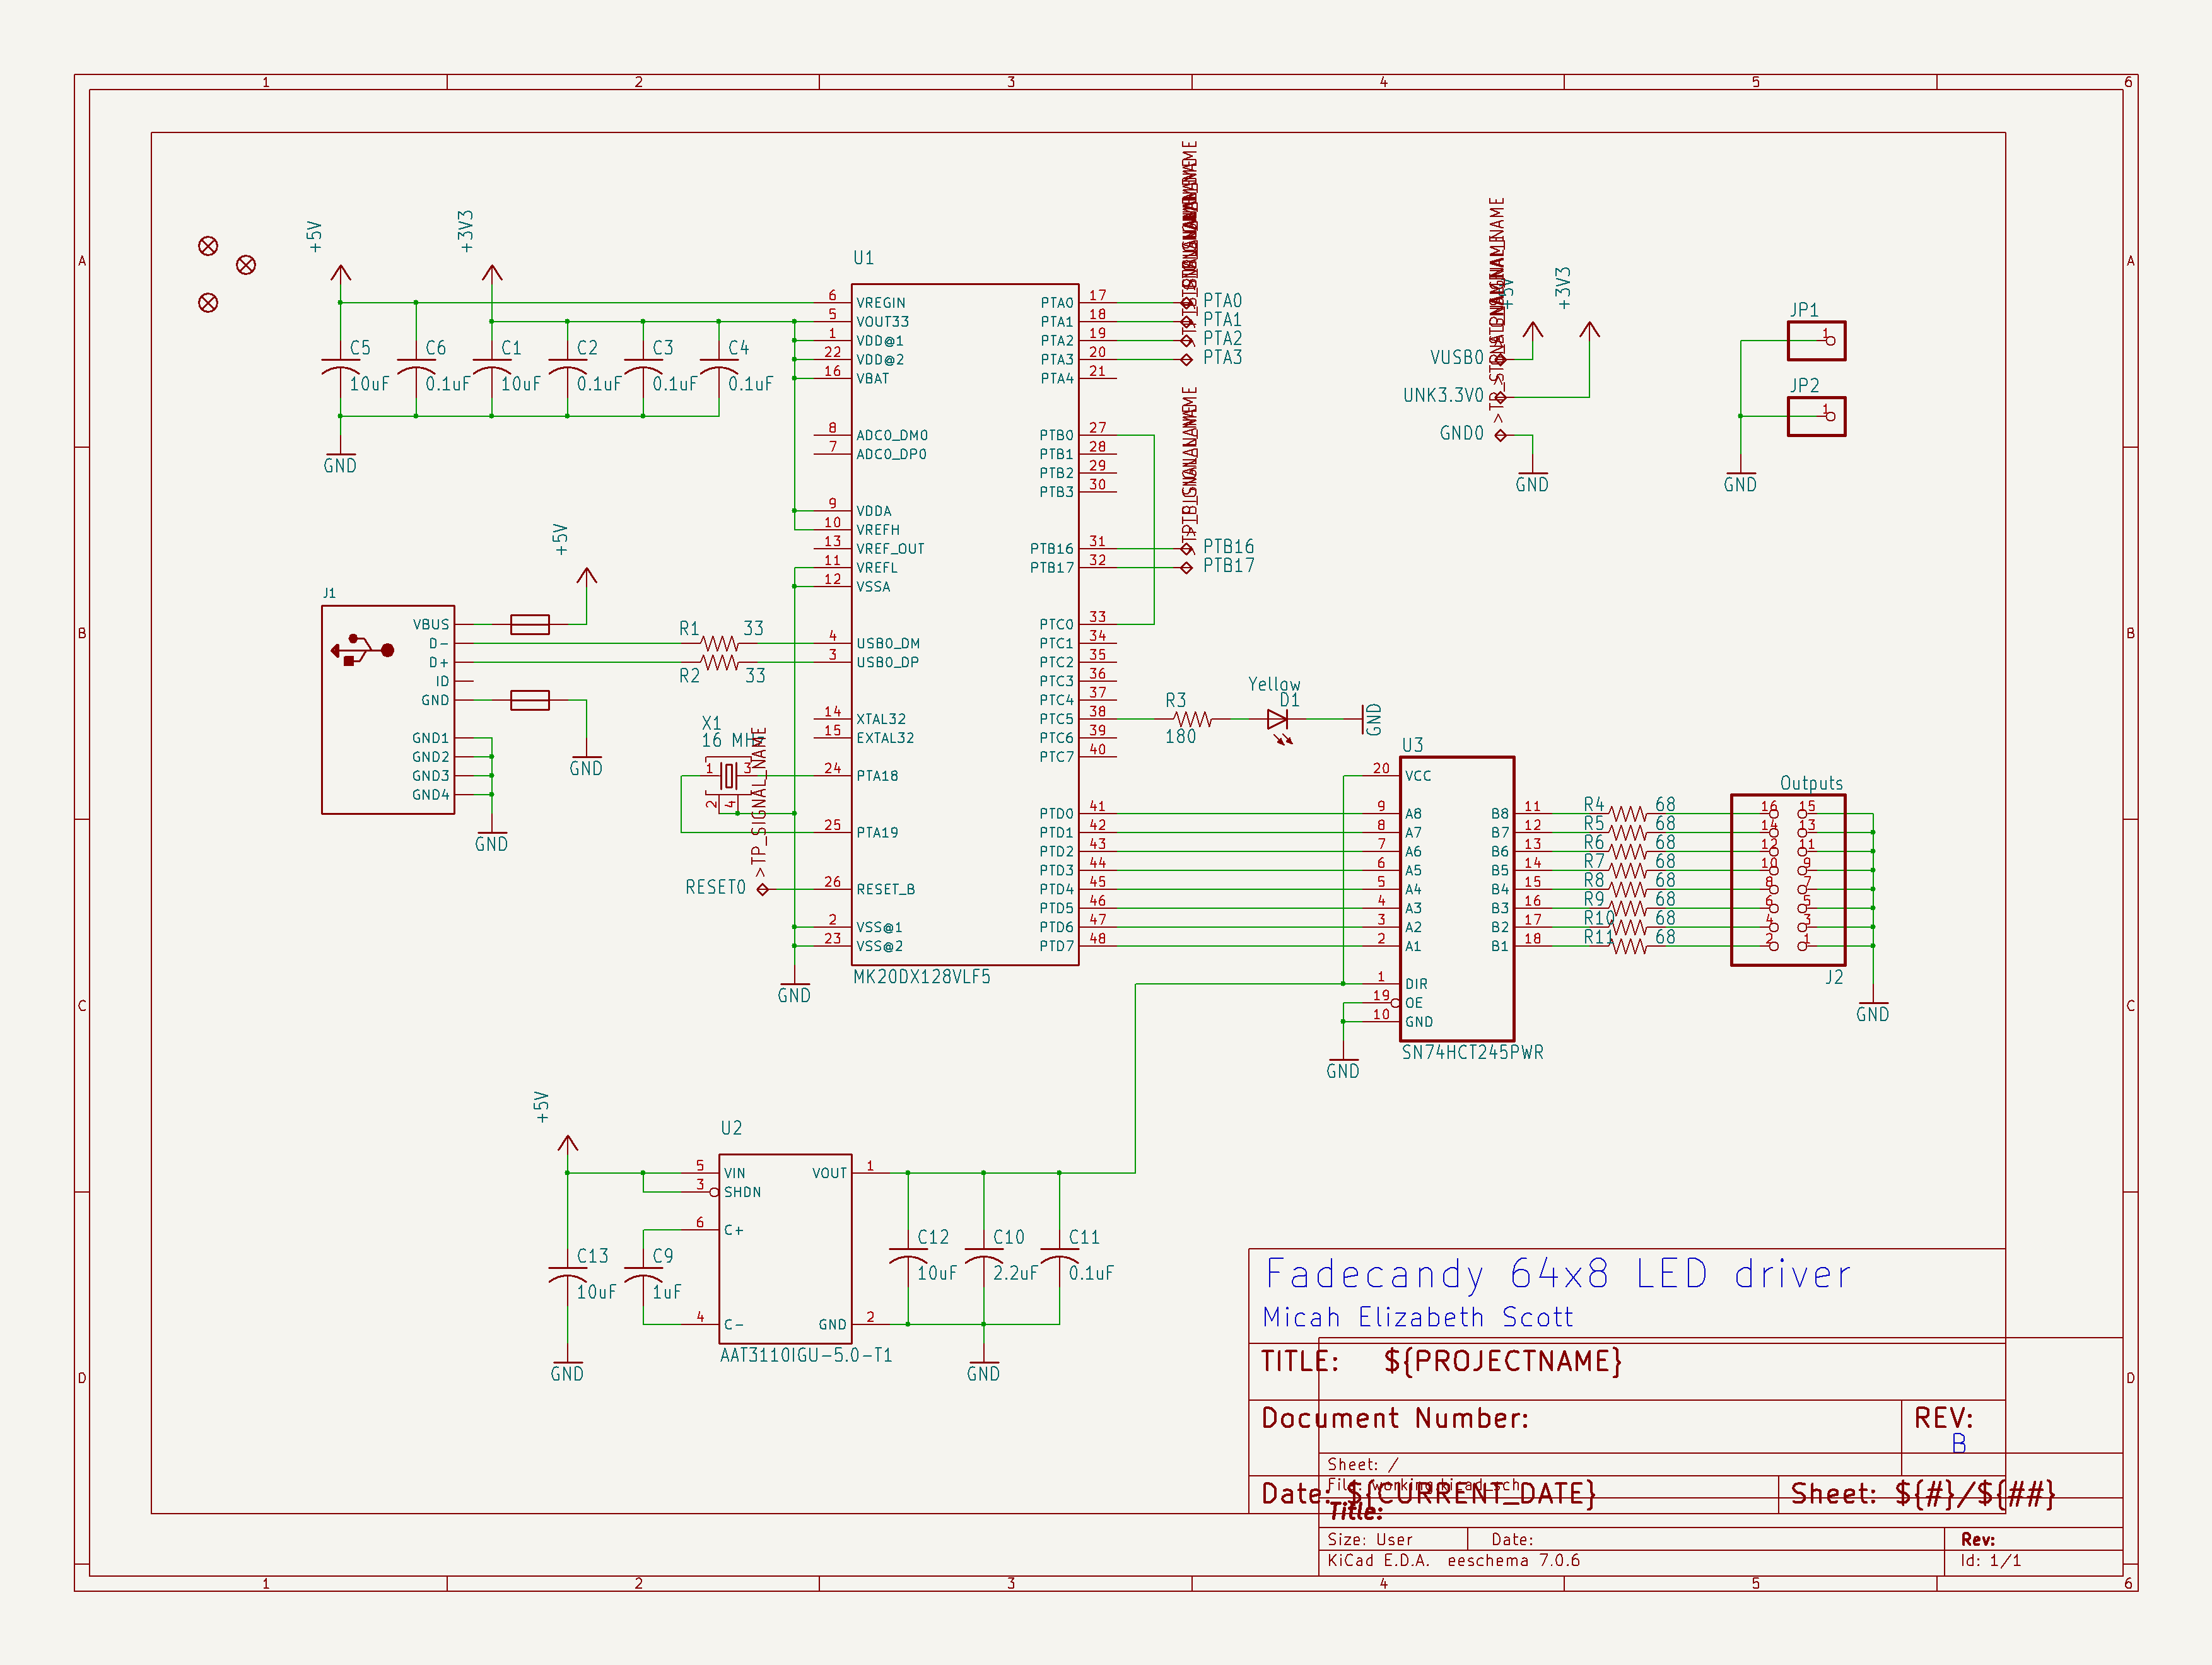 1 2 3 4 5 6
A
B
C
D
+5V
+3V3
C5
10uF
C6
0.1uF
C1
10uF
C2
0.1uF
C3
0.1uF
C4
0.1uF
GND
U1
6 VREGIN
5 VOUT33
1 VDD@1
22 VDD@2
16 VBAT
8 ADC0_DM0
7 ADC0_DP0
9 VDDA
10 VREFH
13 VREF_OUT
11 VREFL
12 VSSA
4 USB0_DM
3 USB0_DP
14 XTAL32
15 EXTAL32
24 PTA18
25 PTA19
26 RESET_B
2 VSS@1
23 VSS@2
PTA0 17
PTA1 18
PTA2 19
PTA3 20
PTA4 21
PTB0 27
PTB1 28
PTB2 29
PTB3 30
PTB16 31
PTB17 32
PTC0 33
PTC1 34
PTC2 35
PTC3 36
PTC4 37
PTC5 38
PTC6 39
PTC7 40
PTD0 41
PTD1 42
PTD2 43
PTD3 44
PTD4 45
PTD5 46
PTD6 47
PTD7 48
MK20DX128VLF5
GND
PTA0
PTA1
PTA2
PTA3
PTB16
PTB17
+5V
+3V3
VUSB0
UNK3.3V0
GND0
GND
JP1
1
JP2
1
GND
+5V
J1
VBUS
D-
D+
ID
GND
GND1
GND2
GND3
GND4
GND
GND
R1 33
R2 33
X1
16 MHz
1 3
2 4
>TP_SIGNAL_NAME
RESET0
R3
180
Yellow
D1
GND
U3
20 VCC
9 A8
8 A7
7 A6
6 A5
5 A4
4 A3
3 A2
2 A1
1 DIR
19 OE
10 GND
B8 11
B7 12
B6 13
B5 14
B4 15
B3 16
B2 17
B1 18
SN74HCT245PWR
GND
R4 68
R5 68
R6 68
R7 68
R8 68
R9 68
R10 68
R11 68
Outputs
16 15
14 13
12 11
10 9
8 7
6 5
4 3
2 1
J2
GND
+5V
U2
5 VIN
3 SHDN
6 C+
4 C-
VOUT 1
GND 2
AAT3110IGU-5.0-T1
C13
10uF
C9
1uF
C12
10uF
C10
2.2uF
C11
0.1uF
GND
GND
Fadecandy 64x8 LED driver
Micah Elizabeth Scott
TITLE: ${PROJECTNAME}
Document Number:
REV:
B
Date: ${CURRENT_DATE}
Sheet: ${#}/${##}
Sheet: /
File: working.kicad_sch
Title:
Size: User Date: Rev:
KiCad E.D.A. eeschema 7.0.6 Id: 1/1
1 2 3 4 5 6
A
B
C
D